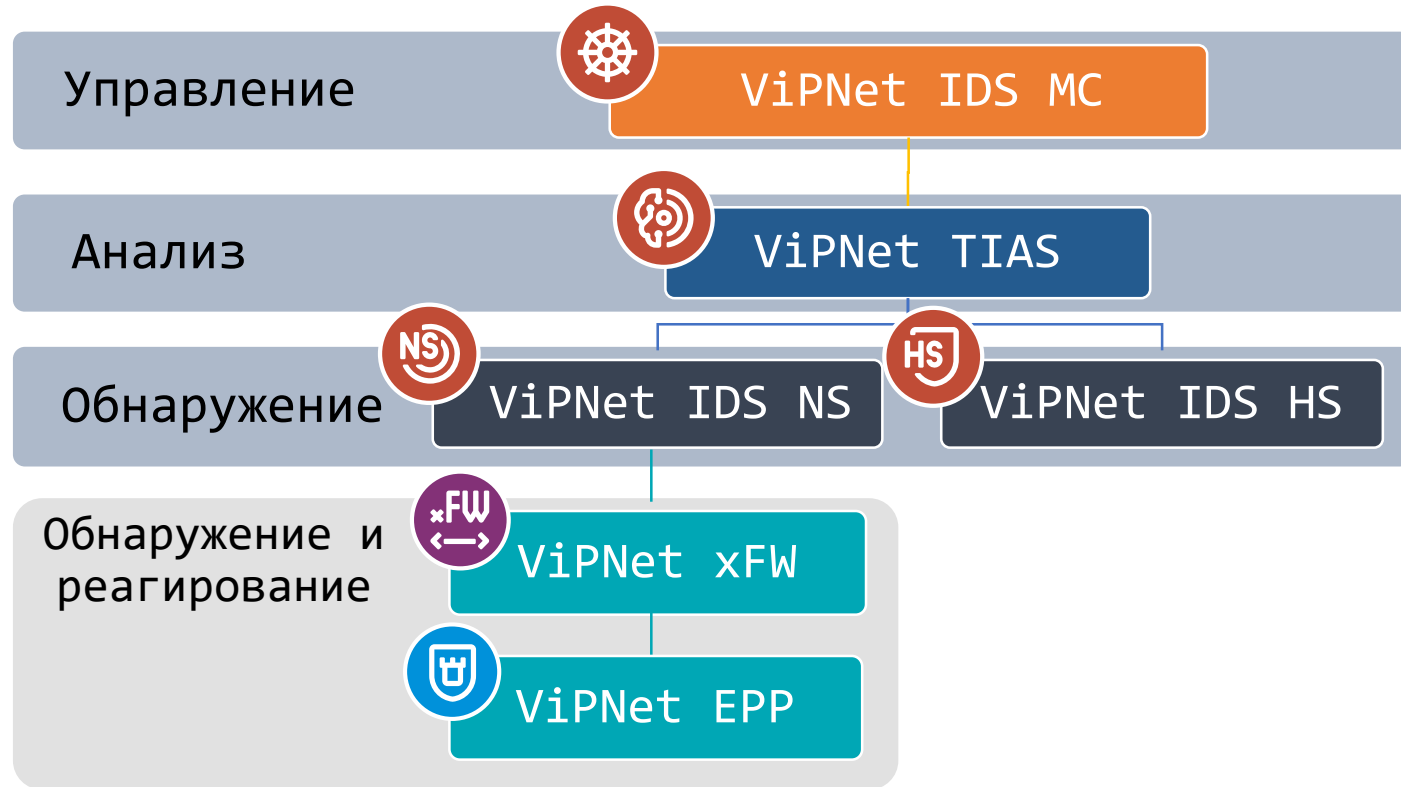 Управление
ViPNet IDS MC
Анализ
ViPNet TIAS
NS
HS
Обнаружение
ViPNet IDS NS
ViPNet IDS HS
xFW
Обнаружение и
реагирование
ViPNet xFW
ViPNet EPP